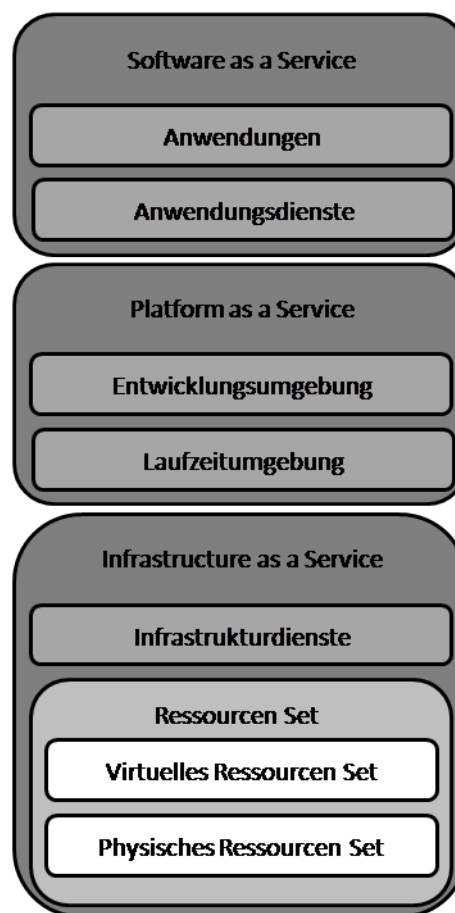 Software as a Service
Anwendungen
Anwendungsdienste
Platform as a Service
Entwicklungsumgebung
Laufzeitumgebung
Infrastructure as a Service
Infrastrukturdienste
Ressourcen Set
Virtuelles Ressourcen Set
Physisches Ressourcen Set